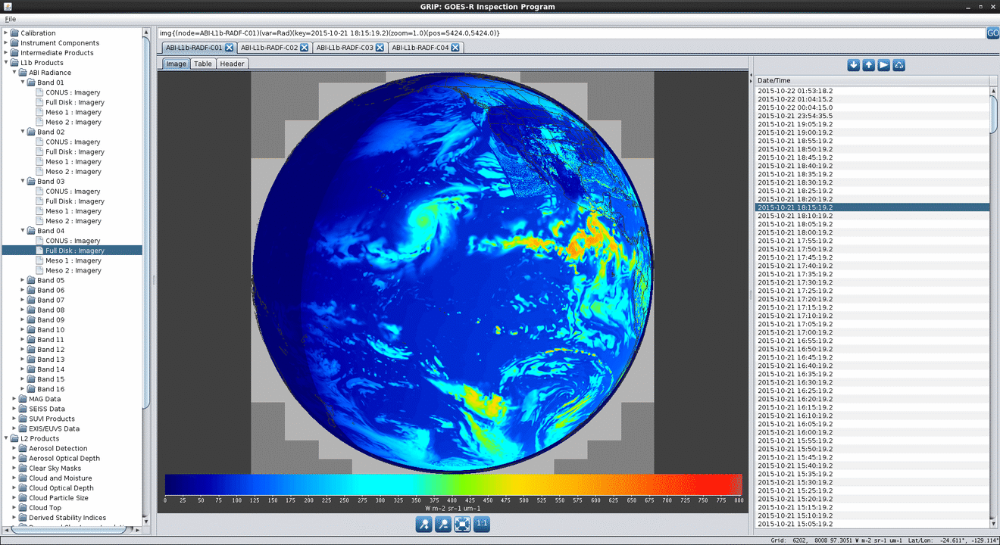 GRIP: GOES-R Inspection Program
File
Calibration
Instrument Components
Intermediate Products
L1b Products
ABI Radiance
Band 01
CONUS : Imagery
Full Disk : Imagery
Meso 1 : Imagery
Meso 2 : Imagery
Band 02
CONUS : Imagery
Full Disk : Imagery
Meso 1 : Imagery
Meso 2 : Imagery
Band 03
CONUS : Imagery
Full Disk : Imagery
Meso 1 : Imagery
Meso 2 : Imagery
Band 04
CONUS : Imagery
Full Disk : Imagery
Meso 1 : Imagery
Meso 2 : Imagery
Band 05
Band 06
Band 07
Band 08
Band 09
Band 10
Band 11
Band 12
Band 13
Band 14
Band 15
Band 16
MAG Data
SEISS Data
SUVI Products
EXIS/EUVS Data
L2 Products
Aerosol Detection
Aerosol Optical Depth
Clear Sky Masks
Cloud and Moisture
Cloud Optical Depth
Cloud Particle Size
Cloud Top
Derived Stability Indices
img{(node=ABI-L1b-RADF-C01)(var=Rad)(key=2015-10-21 18:15:19.2)(zoom=1.0)(pos=5424.0,5424.0)}
GO
ABI-L1b-RADF-C01 ABI-L1b-RADF-C02 ABI-L1b-RADF-C03 ABI-L1b-RADF-C04
Image Table Header
0 25 50 75 100 125 150 175 200 225 250 275 300 325 350 375 400 425 450 475 500 525 550 575 600 625 650 675 700 725 750 775 800
W m-2 sr-1 um-1
1:1
Date/Time
2015-10-22 01:53:18.2
2015-10-22 01:04:15.2
2015-10-22 00:04:15.0
2015-10-21 23:54:35.5
2015-10-21 19:05:19.2
2015-10-21 19:00:19.2
2015-10-21 18:55:19.2
2015-10-21 18:50:19.2
2015-10-21 18:45:19.2
2015-10-21 18:40:19.2
2015-10-21 18:35:19.2
2015-10-21 18:30:19.2
2015-10-21 18:25:19.2
2015-10-21 18:20:19.2
2015-10-21 18:15:19.2
2015-10-21 18:10:19.2
2015-10-21 18:05:19.2
2015-10-21 18:00:19.2
2015-10-21 17:55:19.2
2015-10-21 17:50:19.2
2015-10-21 17:45:19.2
2015-10-21 17:40:19.2
2015-10-21 17:35:19.2
2015-10-21 17:30:19.2
2015-10-21 17:25:19.2
2015-10-21 17:20:19.2
2015-10-21 17:15:19.2
2015-10-21 17:10:19.2
2015-10-21 17:05:19.2
2015-10-21 17:00:19.2
2015-10-21 16:55:19.2
2015-10-21 16:50:19.2
2015-10-21 16:45:19.2
2015-10-21 16:40:19.2
2015-10-21 16:35:19.2
2015-10-21 16:30:19.2
2015-10-21 16:25:19.2
2015-10-21 16:20:19.2
2015-10-21 16:15:19.2
2015-10-21 16:10:19.2
2015-10-21 16:05:19.2
2015-10-21 16:00:19.2
2015-10-21 15:55:19.2
2015-10-21 15:50:19.2
2015-10-21 15:45:19.2
2015-10-21 15:40:19.2
2015-10-21 15:35:19.2
2015-10-21 15:30:19.2
2015-10-21 15:25:19.2
2015-10-21 15:20:19.2
2015-10-21 15:15:19.2
2015-10-21 15:10:19.2
2015-10-21 15:05:19.2
Grid: 6202, 8008 97.3051 W m-2 sr-1 um-1 Lat/Lon: -24.611°, -129.114°